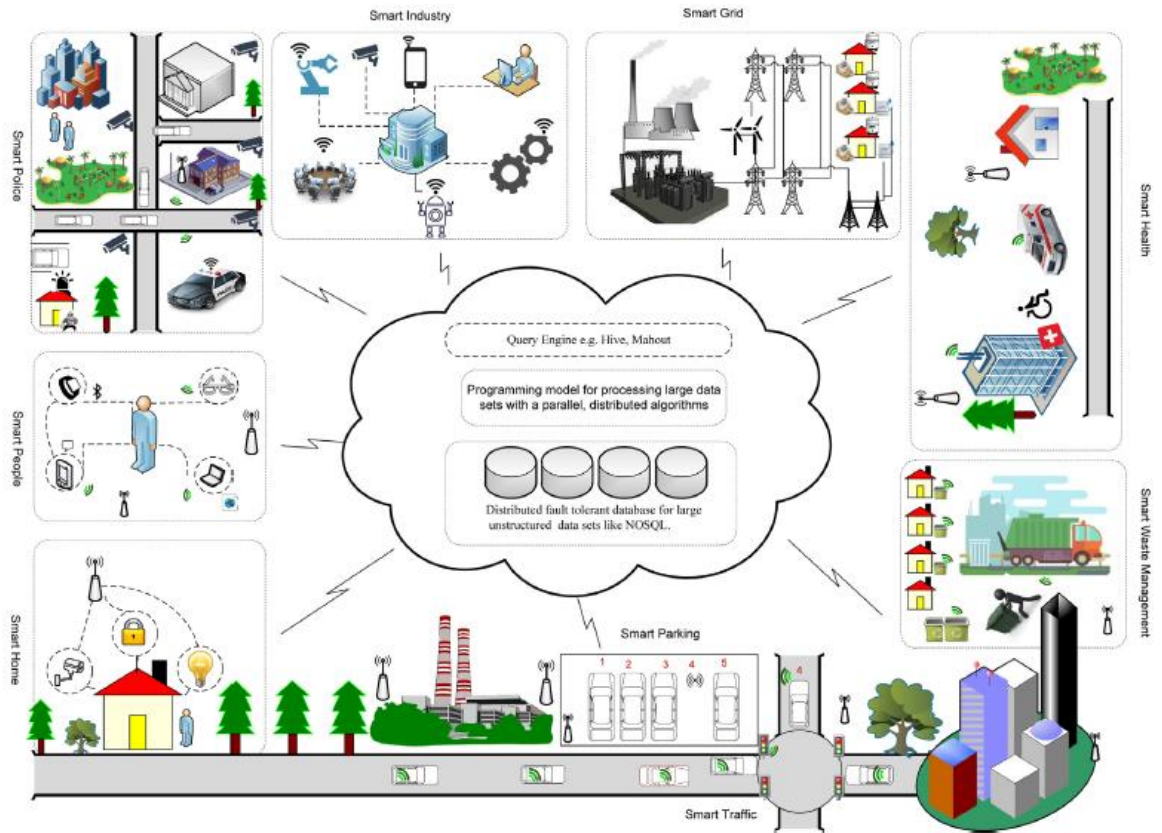 Smart Industry
Smart Grid
Smart Police
Smart Health
Query Engine e.g. Hive, Mahout
Programming model for processing large data
sets with a parallel, distributed algorithms
Distributed fault tolerant database for large
unstructured data sets like NOSQL.
Smart People
Smart Waste Management
Smart Home
Smart Parking
1 2 3 4 5
4
Smart Traffic